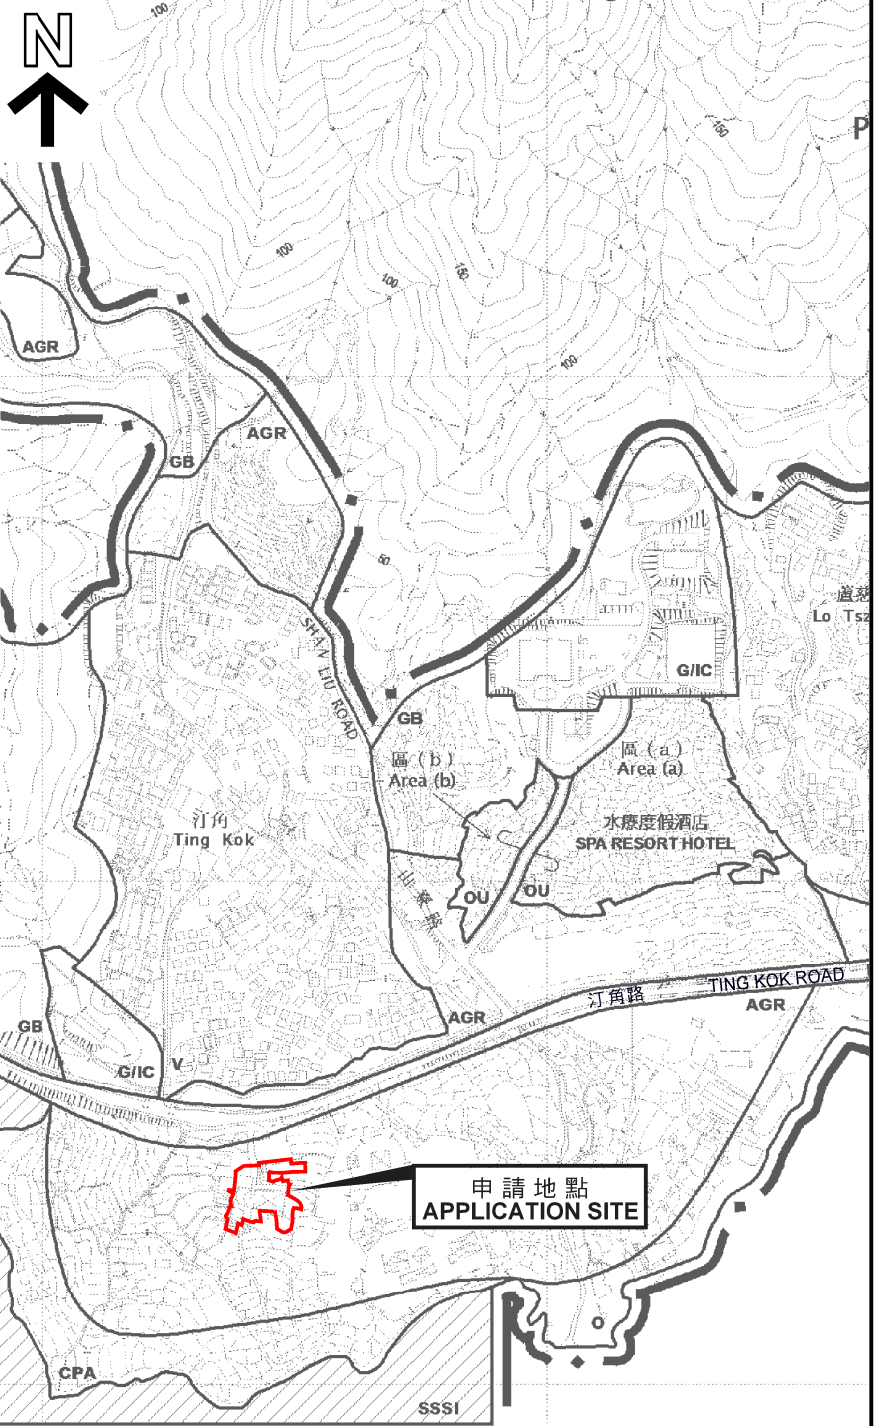 100
N
150
P
100
100
150
AGR
100
AGR
GB
50
蘆慈
Lo Tsz
SHAN LIU ROAD
G/IC
GB
區 ( b )
Area (b)
區 ( a )
Area (a)
汀角
Ting Kok
水療度假酒店
SPA RESORT HOTEL
OU
OU
山寮路
TING KOK ROAD
汀角路
AGR
AGR
GB
G/IC
V
申請地點
APPLICATION SITE
O
CPA
SSSI